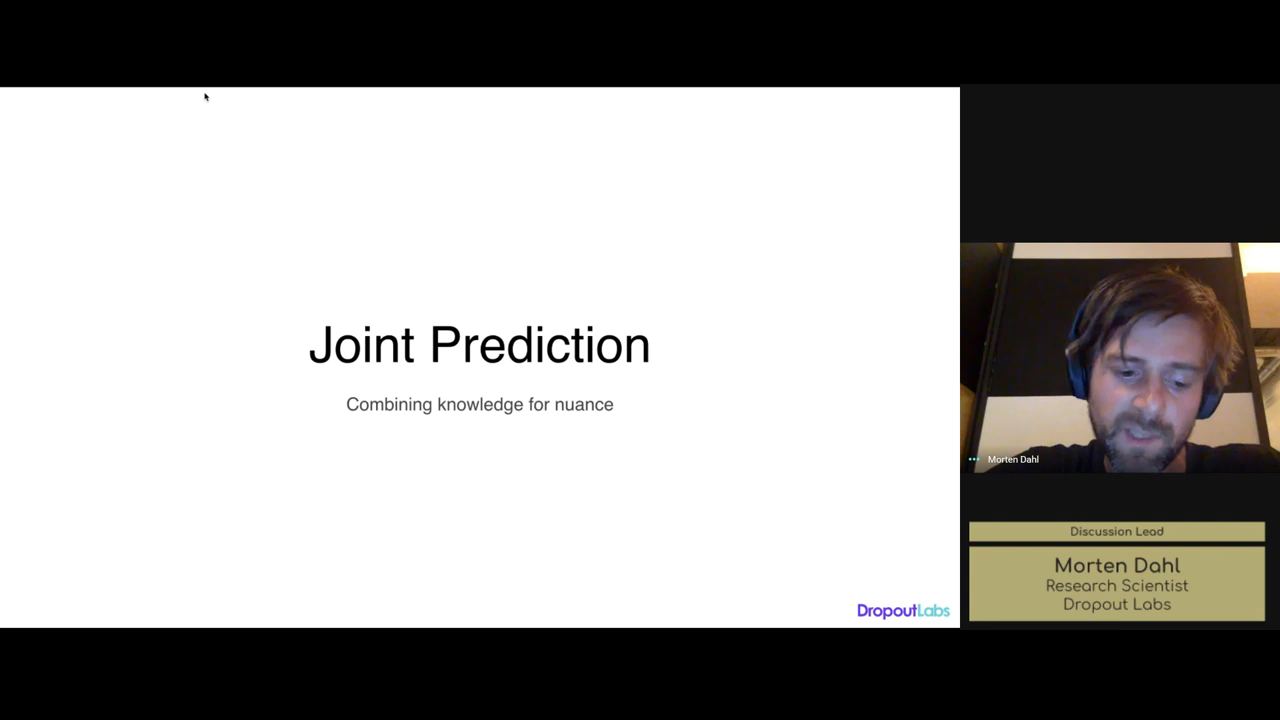 Joint Prediction
Combining knowledge for nuance
DropoutLabs
Morten Dahl
Discussion Lead
Morten Dahl
Research Scientist
Dropout Labs